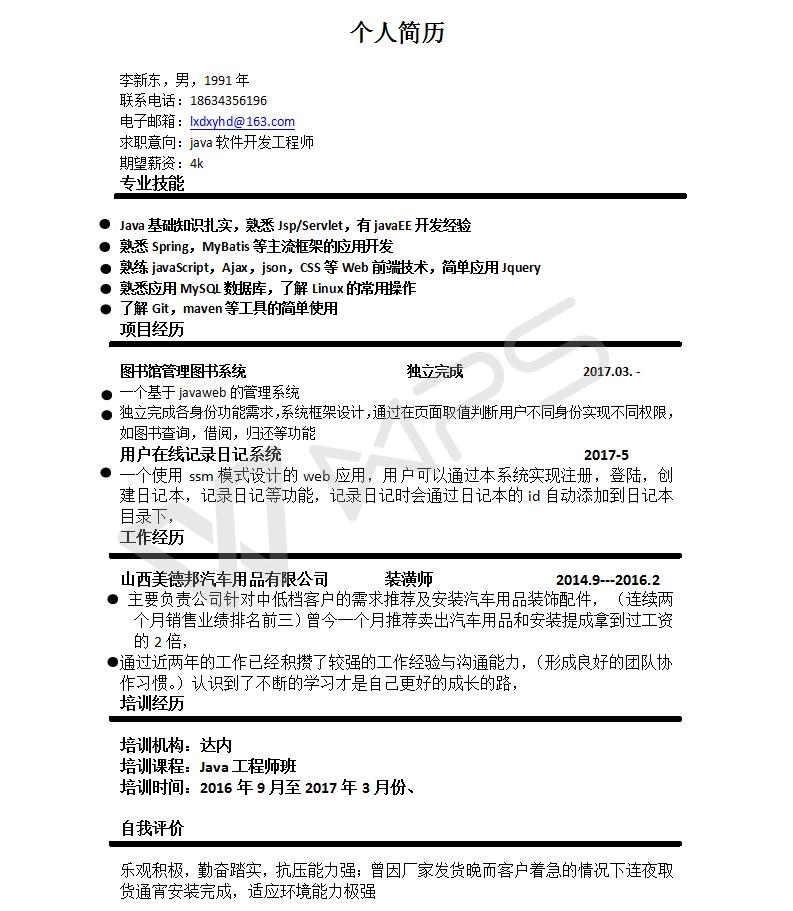 个人简历
李新东，男，1991 年
联系电话：18634356196
电子邮箱：lxdxyhd@163.com
求职意向：java 软件开发工程师
期望薪资：4k
专业技能
● Java 基础知识扎实，熟悉 Jsp/Servlet，有 javaEE 开发经验
● 熟悉 Spring，MyBatis 等主流框架的应用开发
● 熟练 javaScript，Ajax，json，CSS 等 Web 前端技术，简单应用 Jquery
● 熟悉应用 MySQL 数据库，了解 Linux 的常用操作
● 了解 Git，maven 等工具的简单使用
项目经历
图书馆管理图书系统 独立完成 2017.03. -
● 一个基于 javaweb 的管理系统
● 独立完成各身份功能需求，系统框架设计，通过在页面取值判断用户不同身份实现不同权限，
如图书查询，借阅，归还等功能
用户在线记录日记系统 2017-5
● 一个使用 ssm 模式设计的 web 应用，用户可以通过本系统实现注册，登陆，创
建日记本，记录日记等功能，记录日记时会通过日记本的 id 自动添加到日记本
目录下，
工作经历
山西美德邦汽车用品有限公司 装潢师 2014.9---2016.2
● 主要负责公司针对中低档客户的需求推荐及安装汽车用品装饰配件，（连续两
个月销售业绩排名前三）曾今一个月推荐卖出汽车用品和安装提成拿到过工资
的 2 倍，
● 通过近两年的工作已经积攒了较强的工作经验与沟通能力，（形成良好的团队协
作习惯。）认识到了不断的学习才是自己更好的成长的路，
培训经历
培训机构：达内
培训课程：Java 工程师班
培训时间：2016 年 9 月至 2017 年 3 月份、
自我评价
乐观积极，勤奋踏实，抗压能力强；曾因厂家发货晚而客户着急的情况下连夜取
货通宵安装完成，适应环境能力极强
WPS